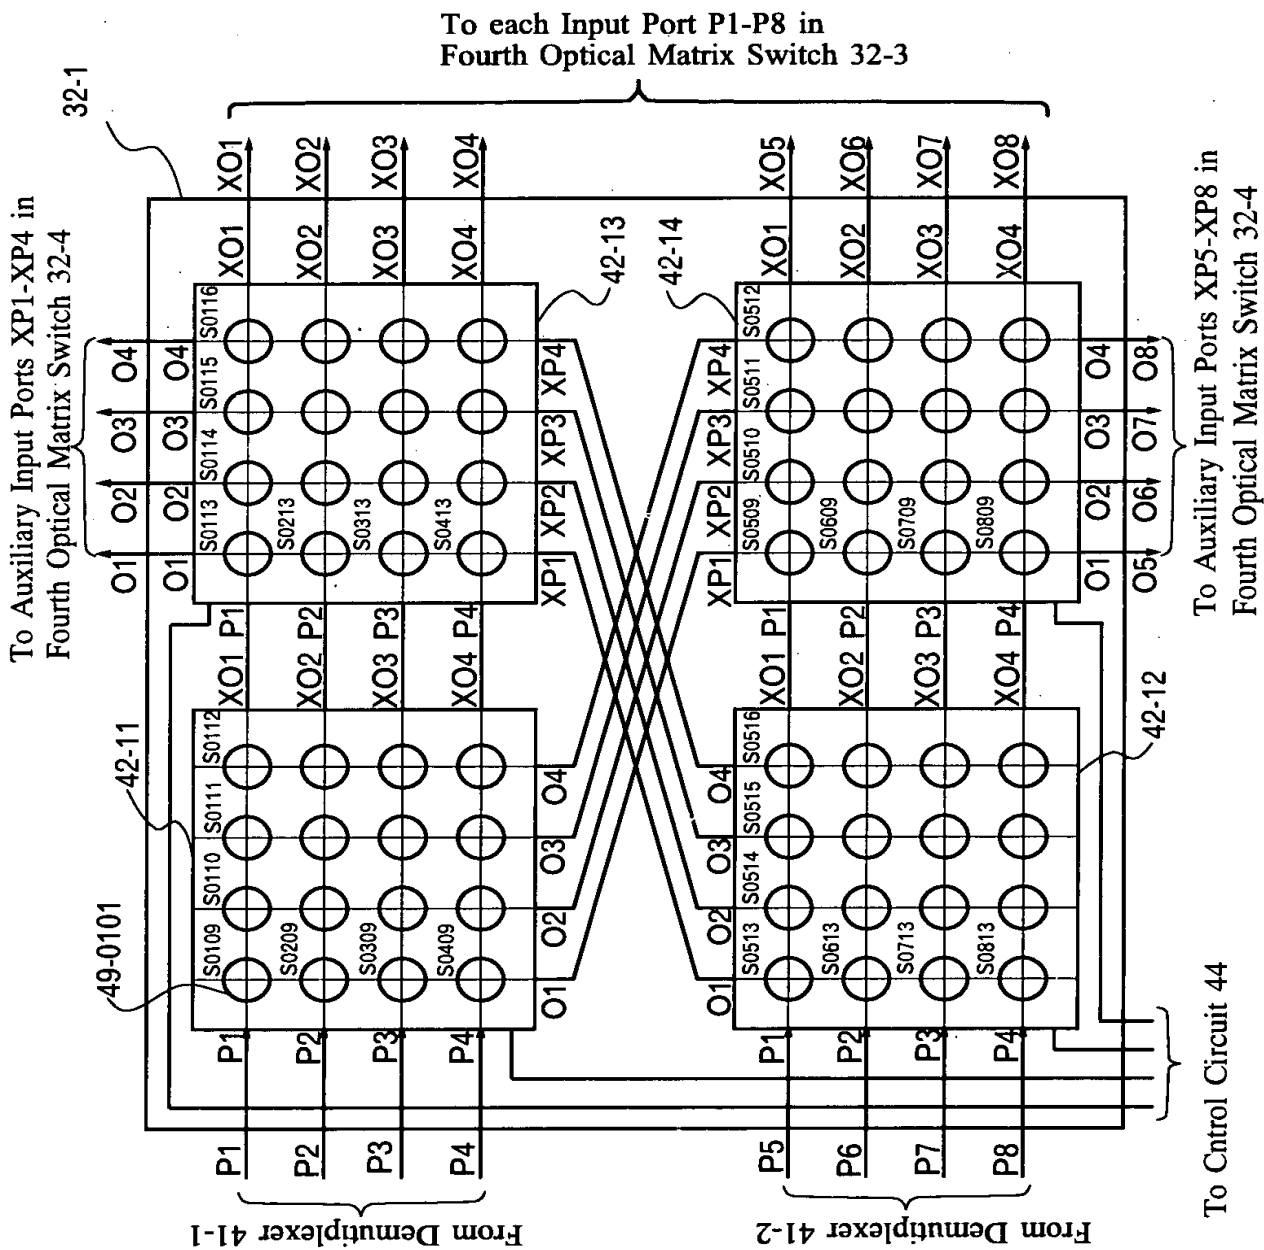 To each Input Port P1-P8 in
Fourth Optical Matrix Switch 32-3
32-1
XO1 XO2 XO3 XO4 XO5 XO6 XO7 XO8
XO1 XO2 XO3 XO4 XO1 XO2 XO3 XO4
To Auxiliary Input Ports XP1-XP4 in
Fourth Optical Matrix Switch 32-4
O1 O2 O3 O4
O1 O2 O3 O4
42-13
42-14
S0113 S0114 S0115 S0116
S0213
S0313
S0413
XP1 XP2 XP3 XP4
XP1 XP2 XP3 XP4
S0509 S0510 S0511 S0512
S0609
S0709
S0809
O1 O2 O3 O4
O5 O6 O7 O8
To Auxiliary Input Ports XP5-XP8 in
Fourth Optical Matrix Switch 32-4
P1 P2 P3 P4 P1 P2 P3 P4
XO1 XO2 XO3 XO4 XO1 XO2 XO3 XO4
42-11
42-12
49-0101
S0109 S0110 S0111 S0112
S0209
S0309
S0409
O1 O2 O3 O4
O1 O2 O3 O4
S0513 S0514 S0515 S0516
S0613
S0713
S0813
P1 P2 P3 P4 P1 P2 P3 P4
P1 P2 P3 P4 P5 P6 P7 P8
From Demutiplexer 41-1
From Demutiplexer 41-2
To Cntrol Circuit 44